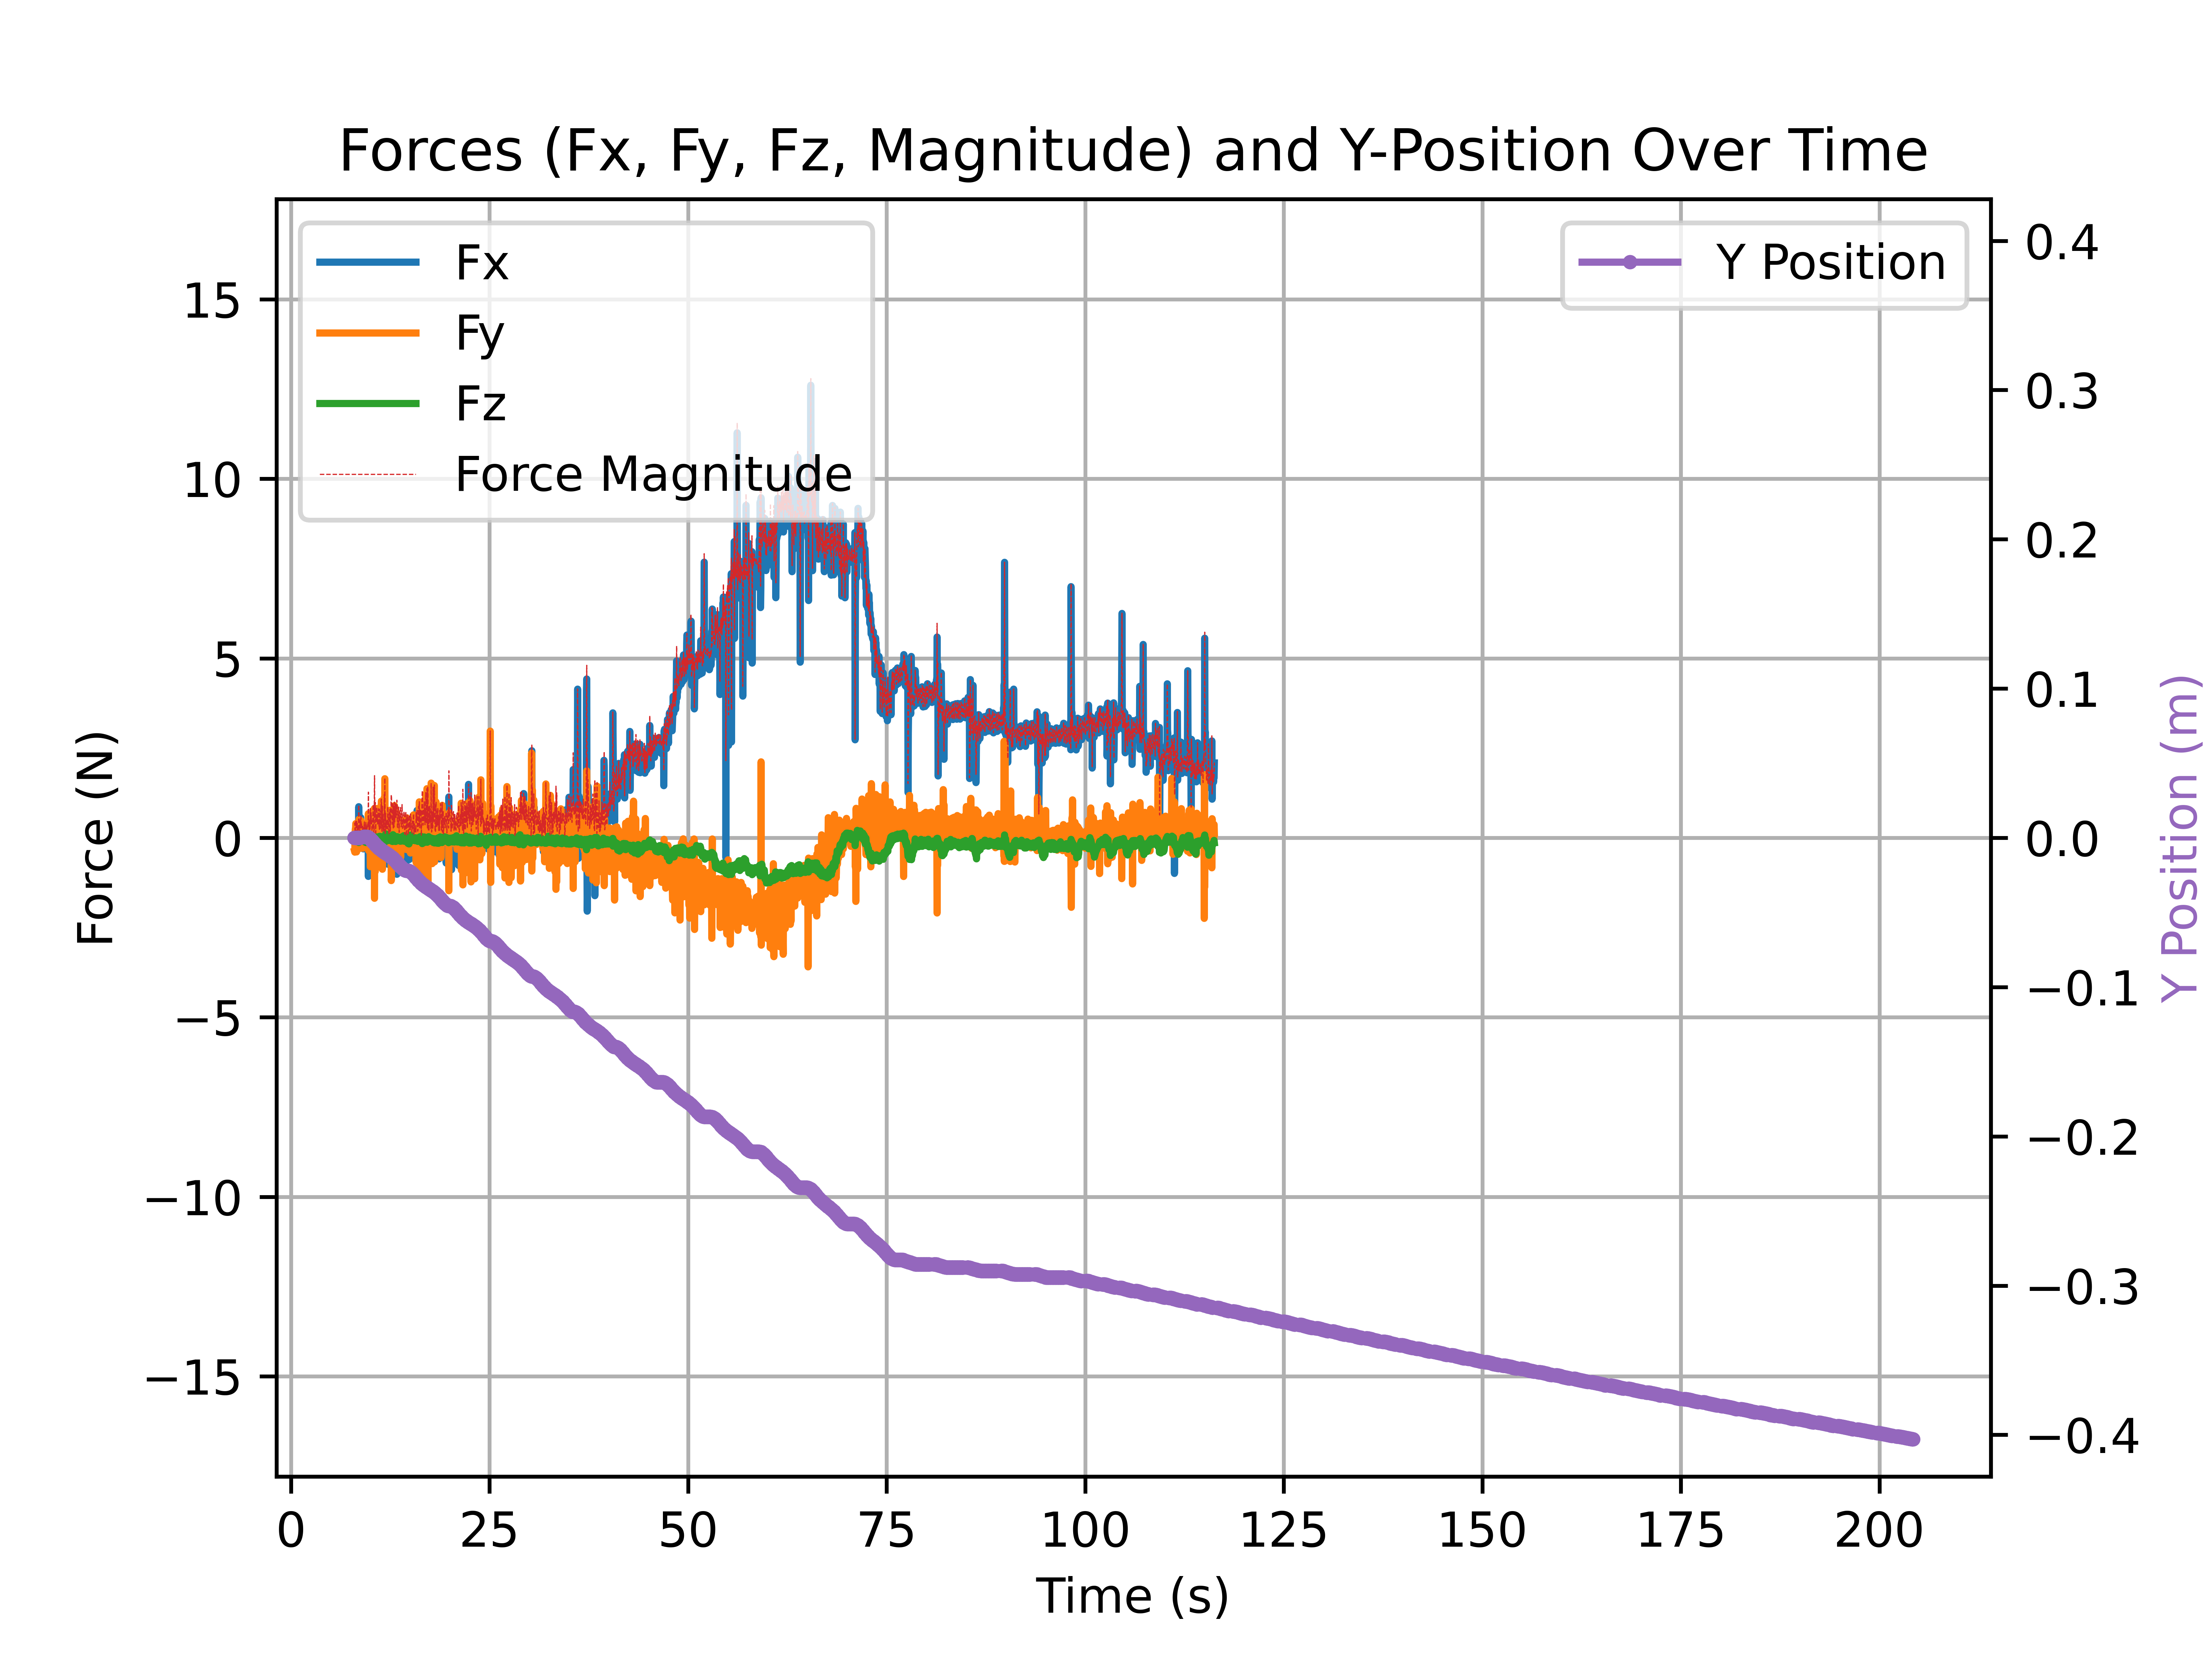 Forces (Fx, Fy, Fz, Magnitude) and Y-Position Over Time
Fx
Fy
Fz
Force Magnitude
Y Position
15
10
5
0
−5
−10
−15
Force (N)
0.4
0.3
0.2
0.1
0.0
−0.1
−0.2
−0.3
−0.4
Y Position (m)
0 25 50 75 100 125 150 175 200
Time (s)